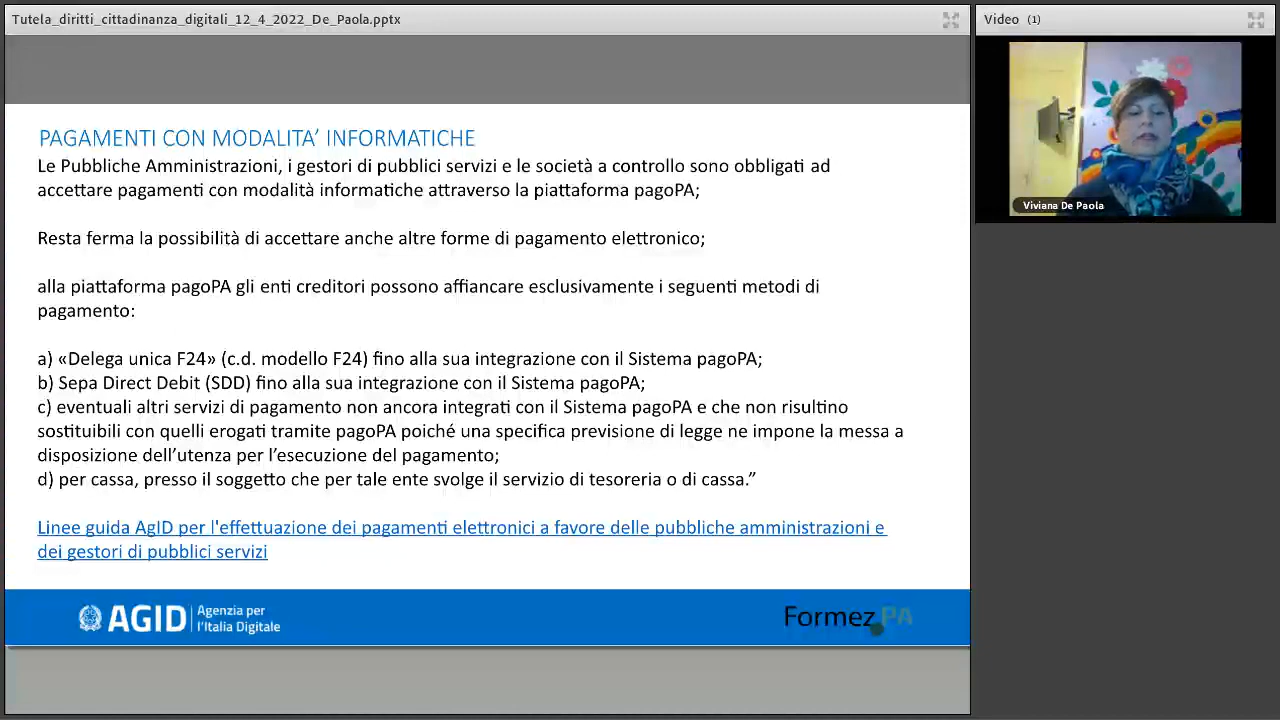 Tutela_diritti_cittadinanza_digitali_12_4_2022_De_Paola.pptx
Video (1)
Viviana De Paola
PAGAMENTI CON MODALITA’ INFORMATICHE
Le Pubbliche Amministrazioni, i gestori di pubblici servizi e le società a controllo sono obbligati ad
accettare pagamenti con modalità informatiche attraverso la piattaforma pagoPA;
Resta ferma la possibilità di accettare anche altre forme di pagamento elettronico;
alla piattaforma pagoPA gli enti creditori possono affiancare esclusivamente i seguenti metodi di
pagamento:
a) «Delega unica F24» (c.d. modello F24) fino alla sua integrazione con il Sistema pagoPA;
b) Sepa Direct Debit (SDD) fino alla sua integrazione con il Sistema pagoPA;
c) eventuali altri servizi di pagamento non ancora integrati con il Sistema pagoPA e che non risultino
sostituibili con quelli erogati tramite pagoPA poiché una specifica previsione di legge ne impone la messa a
disposizione dell’utenza per l’esecuzione del pagamento;
d) per cassa, presso il soggetto che per tale ente svolge il servizio di tesoreria o di cassa.”
Linee guida AgID per l'effettuazione dei pagamenti elettronici a favore delle pubbliche amministrazioni e
dei gestori di pubblici servizi
AGID Agenzia per
l’Italia Digitale
Formez PA